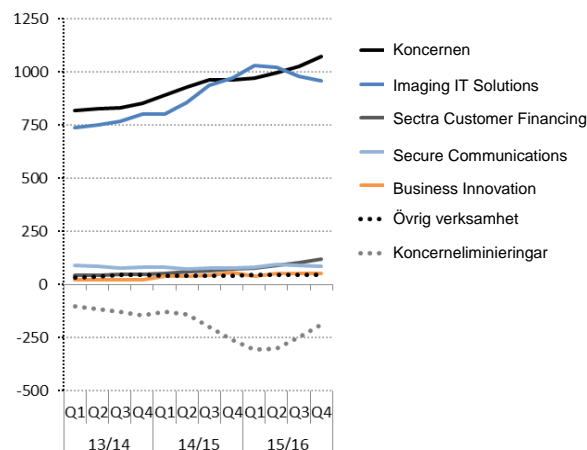 1250
1000
750
500
250
0
-250
-500
Q1 Q2 Q3 Q4 Q1 Q2 Q3 Q4 Q1 Q2 Q3 Q4
13/14 14/15 15/16
Koncernen
Imaging IT Solutions
Sectra Customer Financing
Secure Communications
Business Innovation
Övrig verksamhet
Koncerneliminieringar